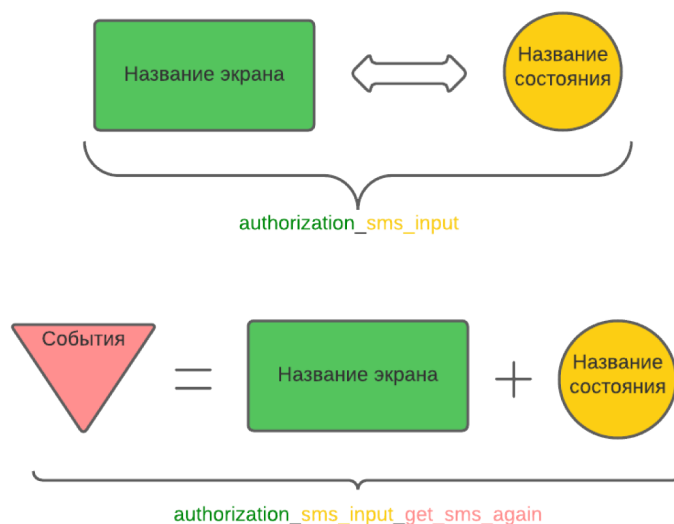 Название экрана
Название
состояния
authorization_sms_input
События
Название экрана
Название
состояния
authorization_sms_input_get_sms_again